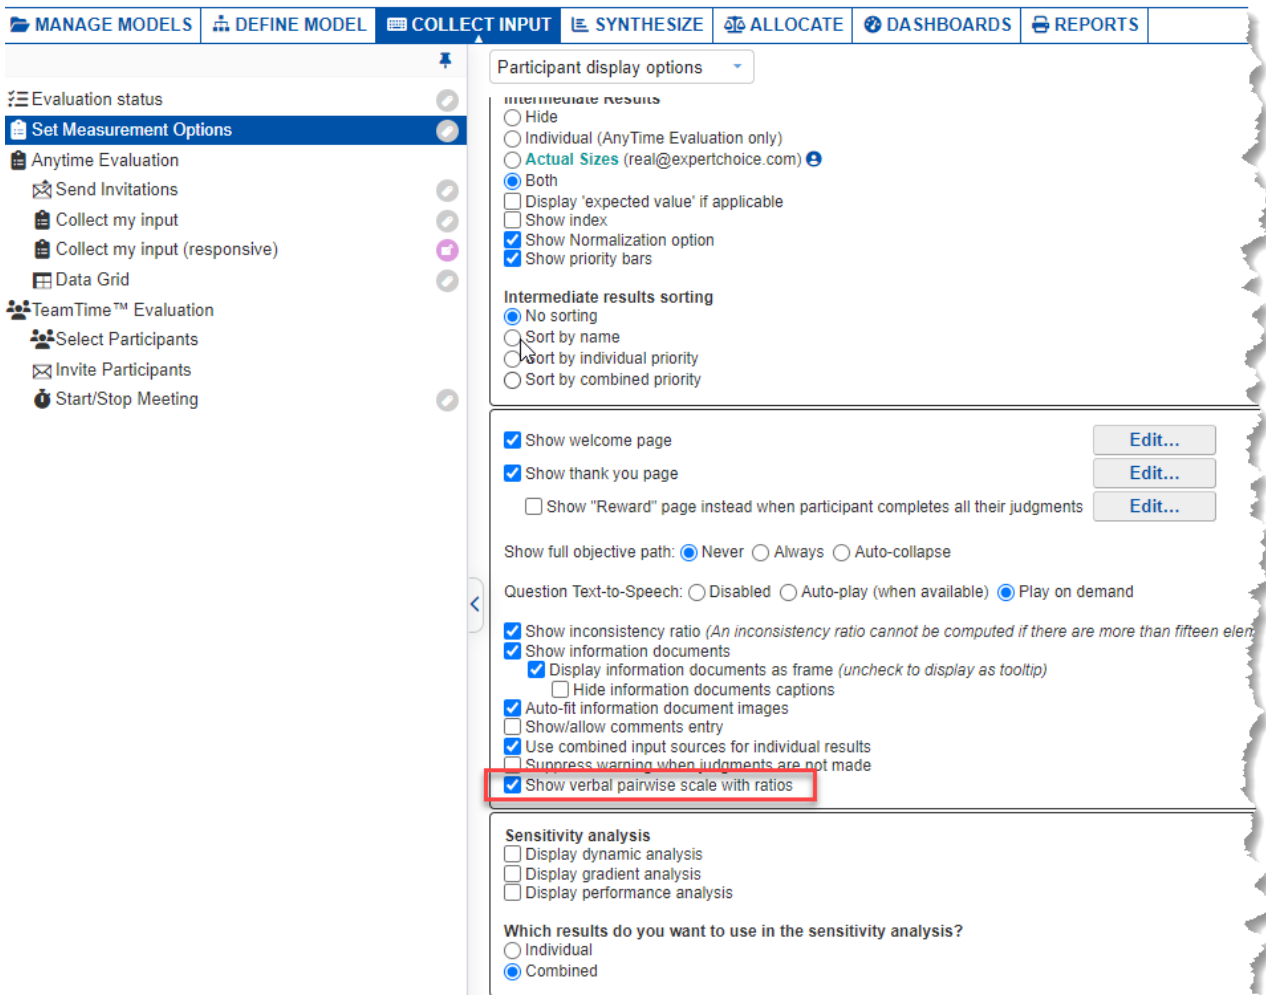 MANAGE MODELS DEFINE MODEL COLLECT INPUT SYNTHESIZE ALLOCATE DASHBOARDS REPORTS
Participant display options
Evaluation status
Set Measurement Options
Anytime Evaluation
Send Invitations
Collect my input
Collect my input (responsive)
Data Grid
TeamTime™ Evaluation
Select Participants
Invite Participants
Start/Stop Meeting
Intermediate Results
Hide
Individual (AnyTime Evaluation only)
Actual Sizes (real@expertchoice.com)
Both
Display 'expected value' if applicable
Show index
Show Normalization option
Show priority bars
Intermediate results sorting
No sorting
Sort by name
Sort by individual priority
Sort by combined priority
Show welcome page Edit...
Show thank you page Edit...
Show "Reward" page instead when participant completes all their judgments Edit...
Show full objective path: Never Always Auto-collapse
Question Text-to-Speech: Disabled Auto-play (when available) Play on demand
Show inconsistency ratio (An inconsistency ratio cannot be computed if there are more than fifteen elem
Show information documents
Display information documents as frame (uncheck to display as tooltip)
Hide information documents captions
Auto-fit information document images
Show/allow comments entry
Use combined input sources for individual results
Suppress warning when judgments are not made
Show verbal pairwise scale with ratios
Sensitivity analysis
Display dynamic analysis
Display gradient analysis
Display performance analysis
Which results do you want to use in the sensitivity analysis?
Individual
Combined